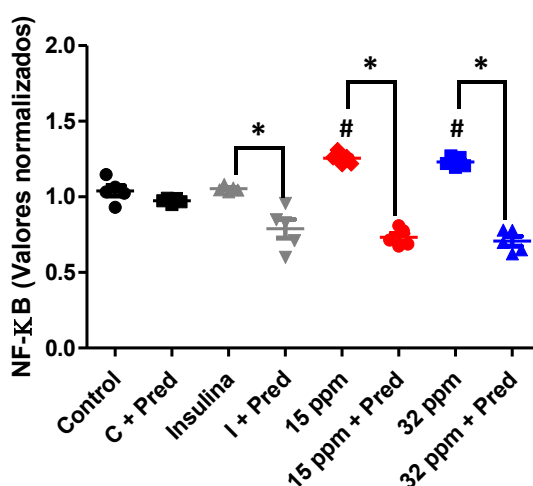 NF-κB (Valores normalizados)
2.0
1.5
1.0
0.5
0.0
*
*
*
#
#
Control
C + Pred
Insulina
I + Pred
15 ppm
15 ppm + Pred
32 ppm
32 ppm + Pred